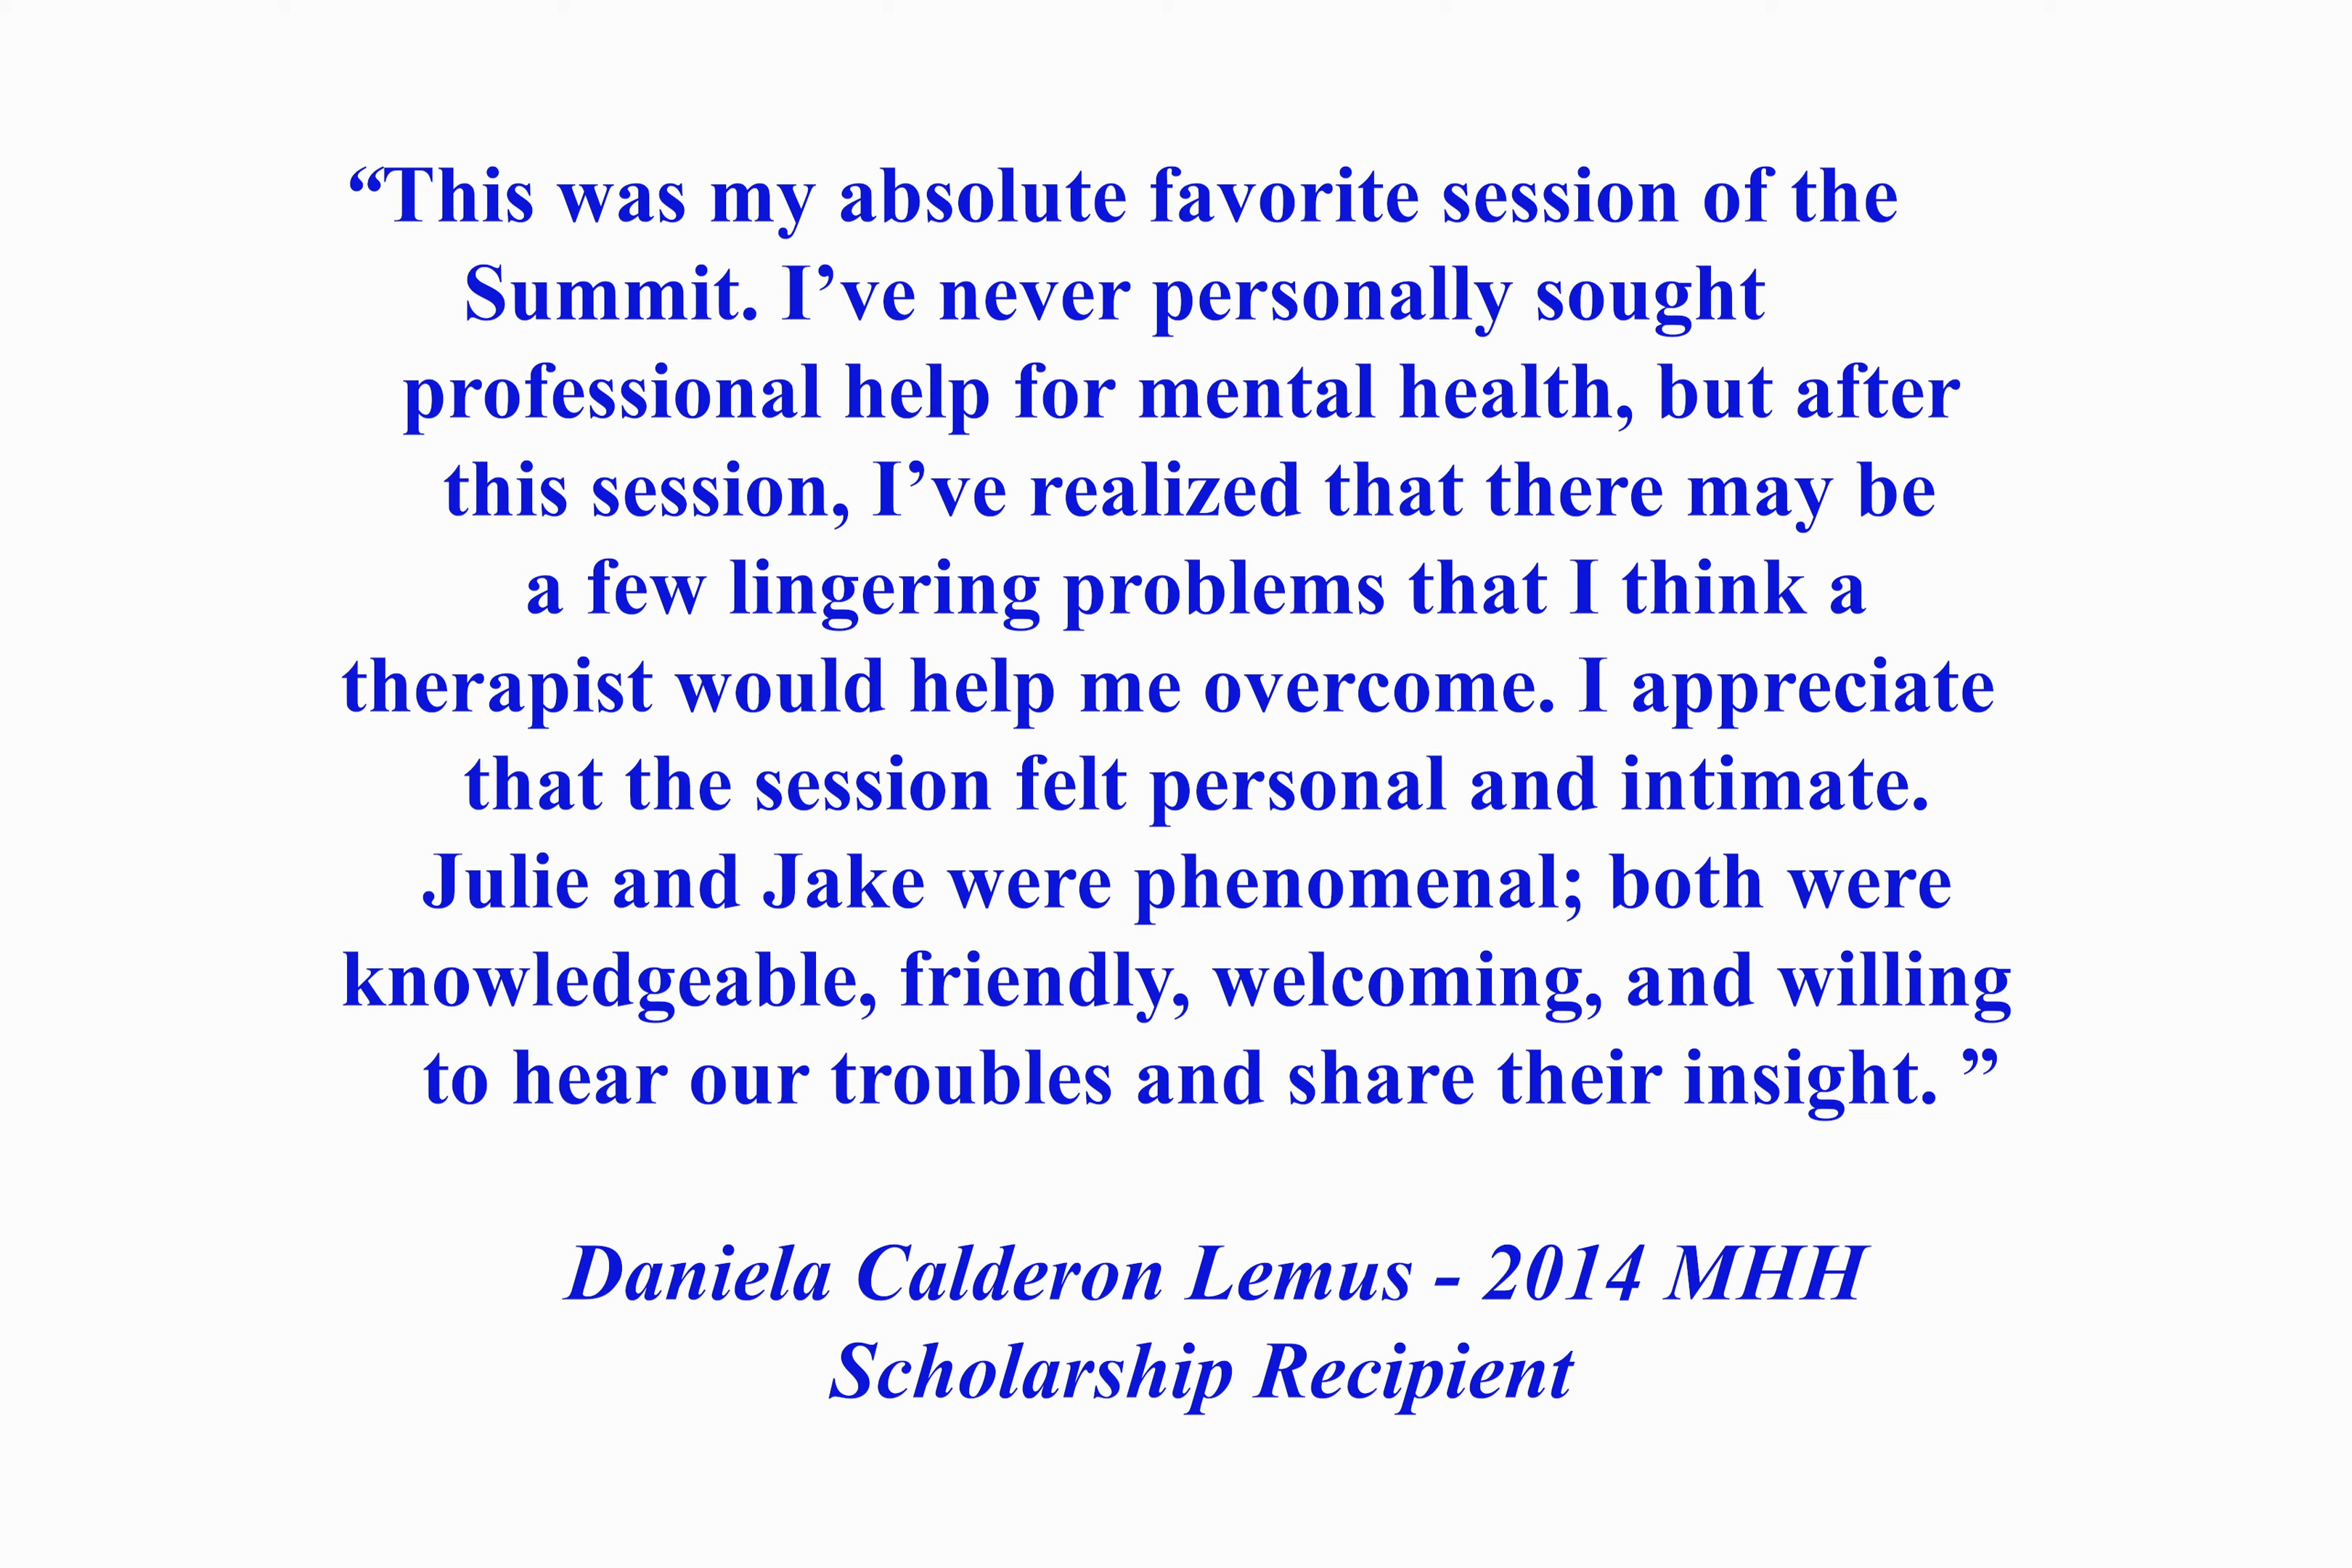 “This was my absolute favorite session of the
Summit. I’ve never personally sought
professional help for mental health, but after
this session, I’ve realized that there may be
a few lingering problems that I think a
therapist would help me overcome. I appreciate
that the session felt personal and intimate.
Julie and Jake were phenomenal; both were
knowledgeable, friendly, welcoming, and willing
to hear our troubles and share their insight. ”
Daniela Calderon Lemus - 2014 MHH
Scholarship Recipient